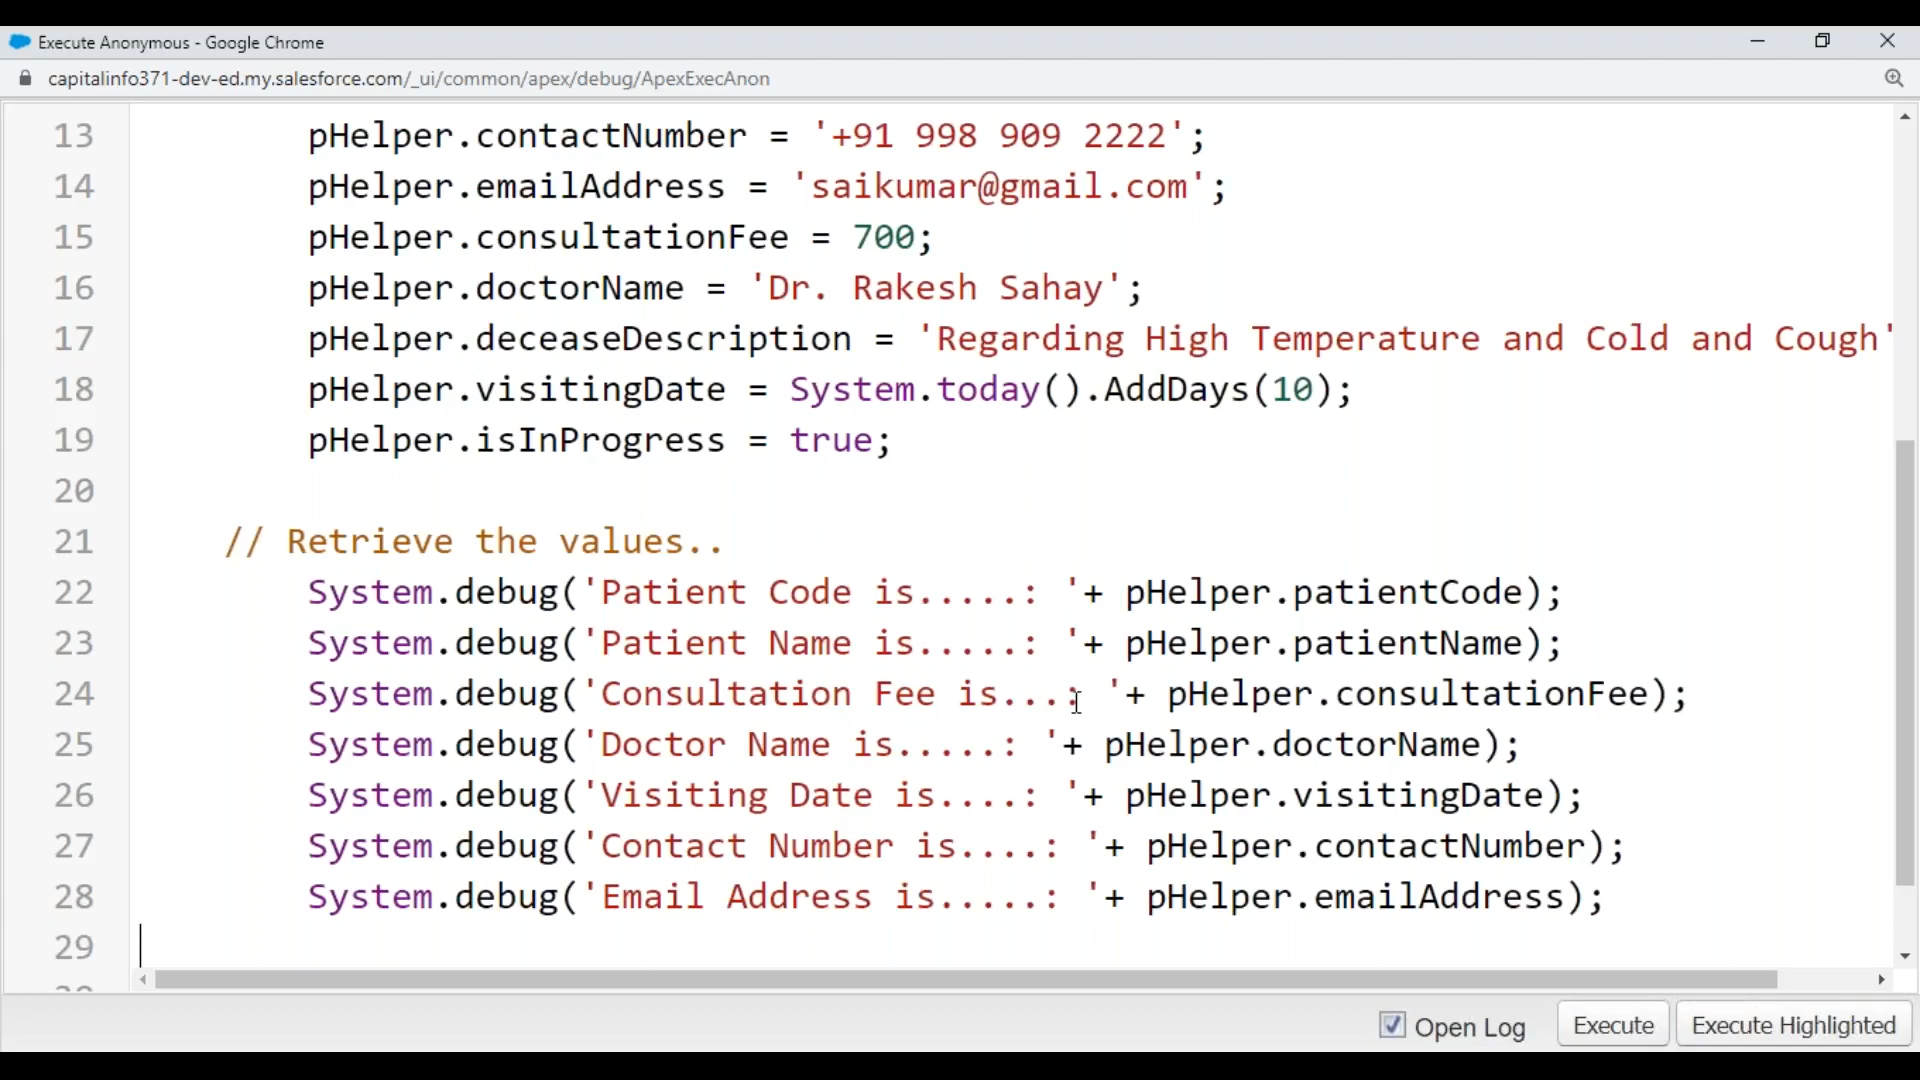 Execute Anonymous - Google Chrome
capitalinfo371-dev-ed.my.salesforce.com/_ui/common/apex/debug/ApexExecAnon
13 pHelper.contactNumber = '+91 998 909 2222';
14 pHelper.emailAddress = 'saikumar@gmail.com';
15 pHelper.consultationFee = 700;
16 pHelper.doctorName = 'Dr. Rakesh Sahay';
17 pHelper.deceaseDescription = 'Regarding High Temperature and Cold and Cough'
18 pHelper.visitingDate = System.today().AddDays(10);
19 pHelper.isInProgress = true;
20
21 // Retrieve the values..
22 System.debug('Patient Code is.....: '+ pHelper.patientCode);
23 System.debug('Patient Name is.....: '+ pHelper.patientName);
24 System.debug('Consultation Fee is...: '+ pHelper.consultationFee);
25 System.debug('Doctor Name is.....: '+ pHelper.doctorName);
26 System.debug('Visiting Date is....: '+ pHelper.visitingDate);
27 System.debug('Contact Number is....: '+ pHelper.contactNumber);
28 System.debug('Email Address is.....: '+ pHelper.emailAddress);
29
Open Log Execute Execute Highlighted